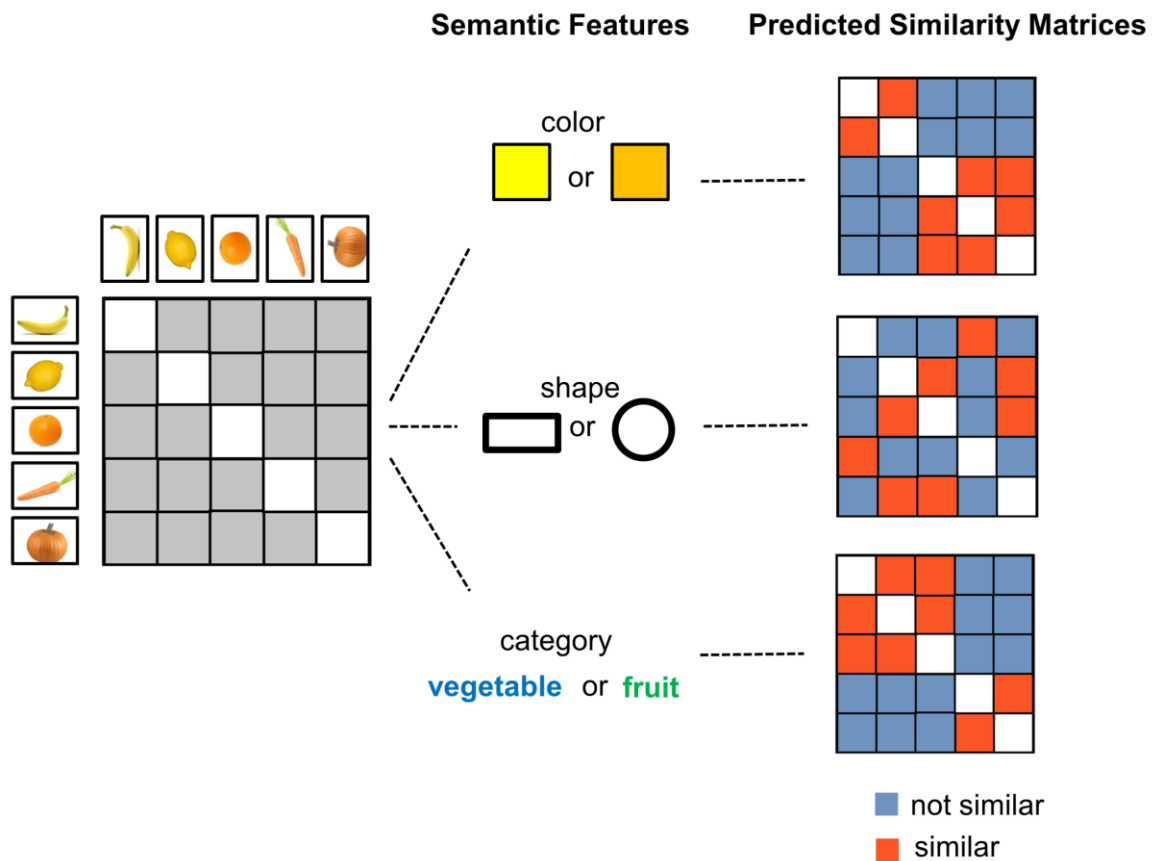 Semantic Features
Predicted Similarity Matrices
color
or
shape
or
category
vegetable or fruit
not similar
similar